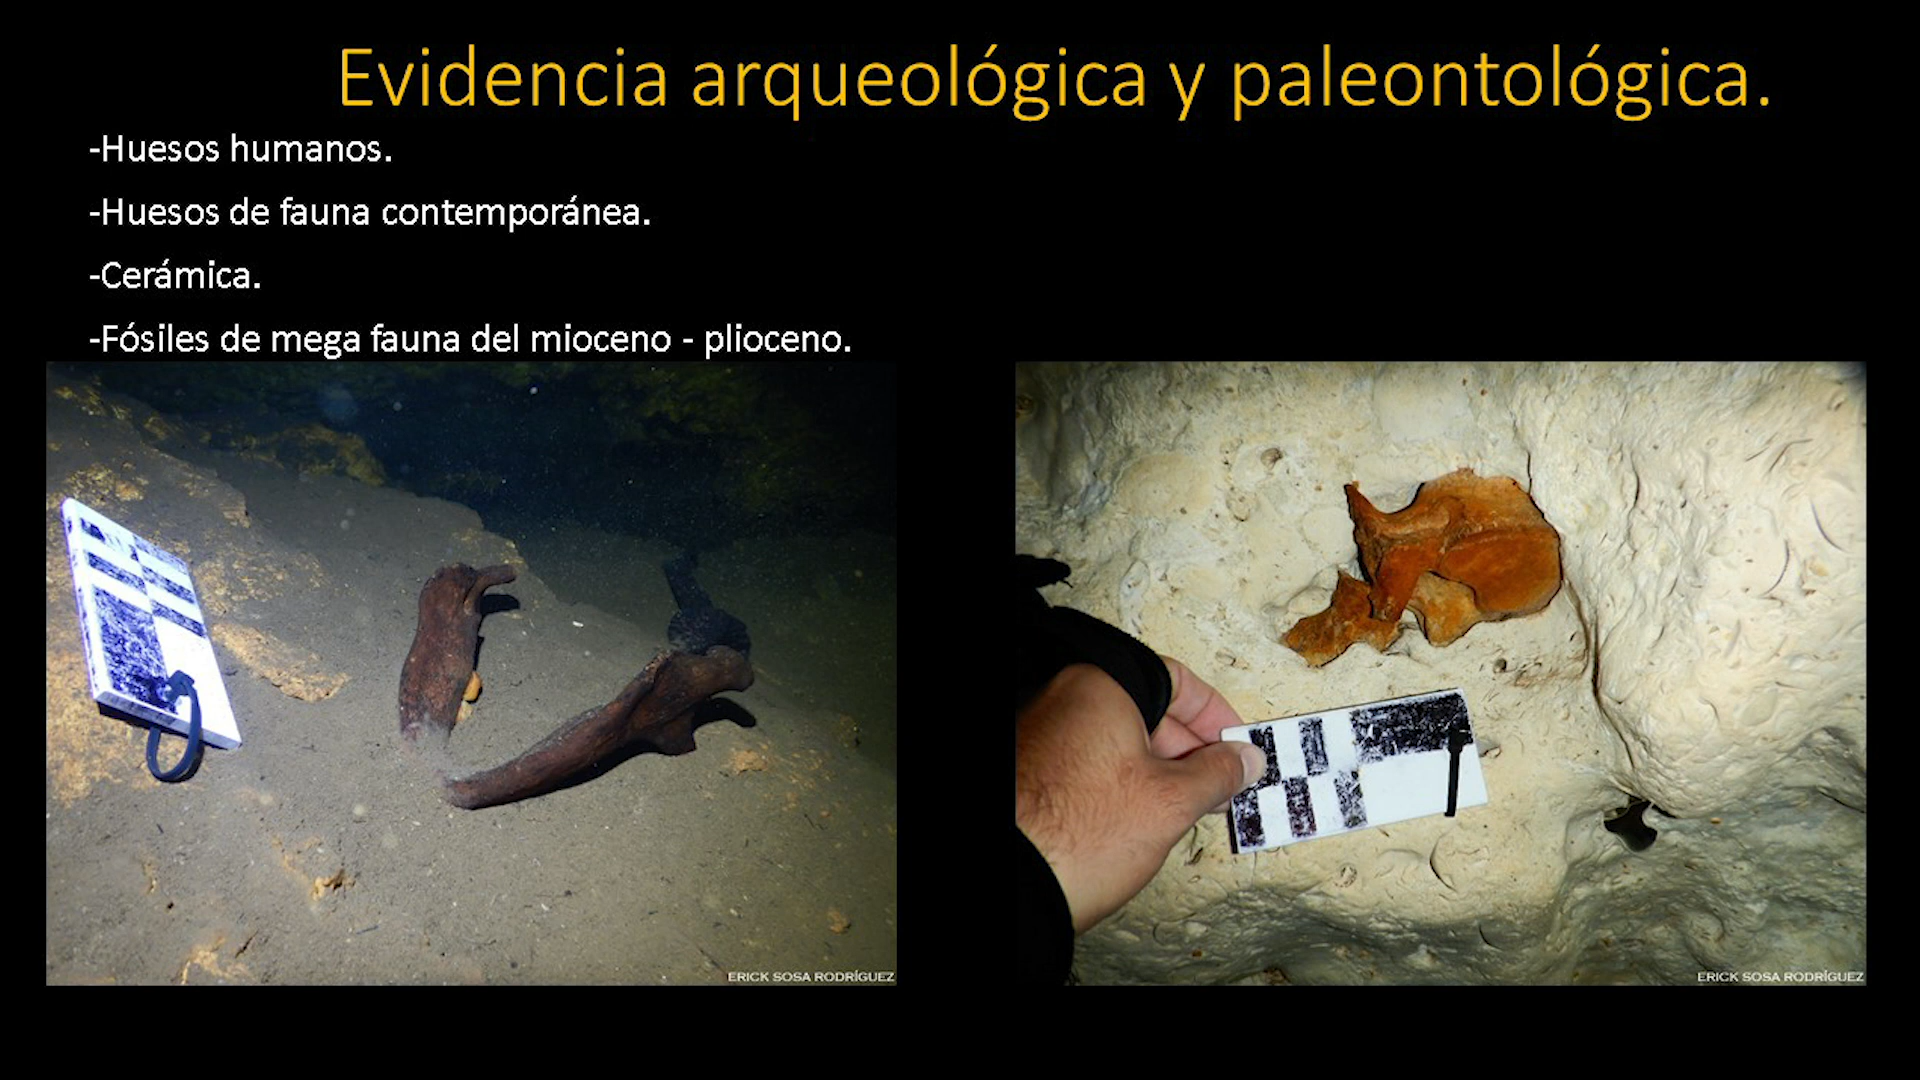 Evidencia arqueológica y paleontológica.
-Huesos humanos.
-Huesos de fauna contemporánea.
-Cerámica.
-Fósiles de mega fauna del mioceno - plioceno.
ERICK SOSA RODRÍGUEZ
ERICK SOSA RODRÍGUEZ